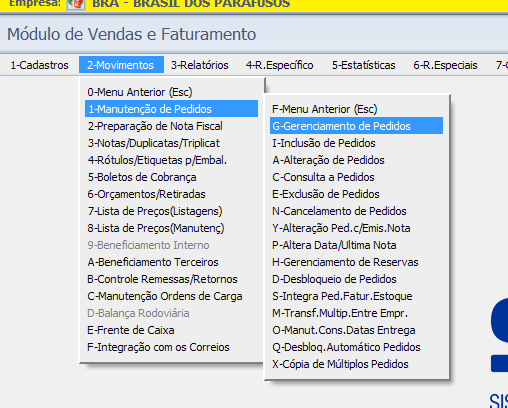 Empresa: BRA - BRASIL DOS PARAFUSOS
Módulo de Vendas e Faturamento
1-Cadastros 2-Movimentos 3-Relatórios 4-R.Específico 5-Estatísticas 6-R.Especiais 7-
0-Menu Anterior (Esc)
1-Manutenção de Pedidos
2-Preparação de Nota Fiscal
3-Notas/Duplicatas/Triplicat
4-Rótulos/Etiquetas p/Embal.
5-Boletos de Cobrança
6-Orçamentos/Retiradas
7-Lista de Preços(Listagens)
8-Lista de Preços(Manutenç)
9-Beneficiamento Interno
A-Beneficiamento Terceiros
B-Controle Remessas/Retornos
C-Manutenção Ordens de Carga
D-Balança Rodoviária
E-Frente de Caixa
F-Integração com os Correios
F-Menu Anterior (Esc)
G-Gerenciamento de Pedidos
I-Inclusão de Pedidos
A-Alteração de Pedidos
C-Consulta a Pedidos
E-Exclusão de Pedidos
N-Cancelamento de Pedidos
Y-Alteração Ped.c/Emis.Nota
P-Altera Data/Ultima Nota
H-Gerenciamento de Reservas
D-Desbloqueio de Pedidos
S-Integra Ped.Fatur.Estoque
M-Transf.Multip.Entre Empr.
O-Manut.Cons.Datas Entrega
Q-Desbloq.Automático Pedidos
X-Cópia de Múltiplos Pedidos
S
SIS